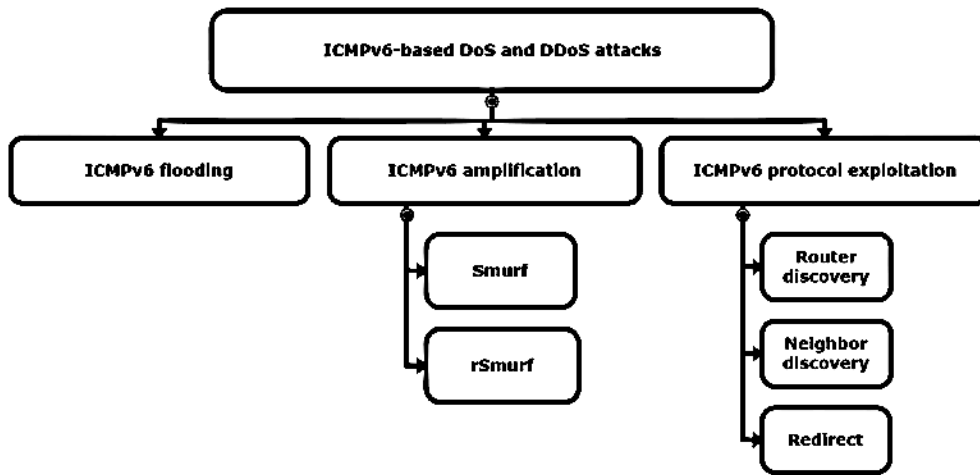 ICMPv6-based DoS and DDoS attacks
ICMPv6 flooding
ICMPv6 amplification
ICMPv6 protocol exploitation
Smurf
rSmurf
Router
discovery
Neighbor
discovery
Redirect